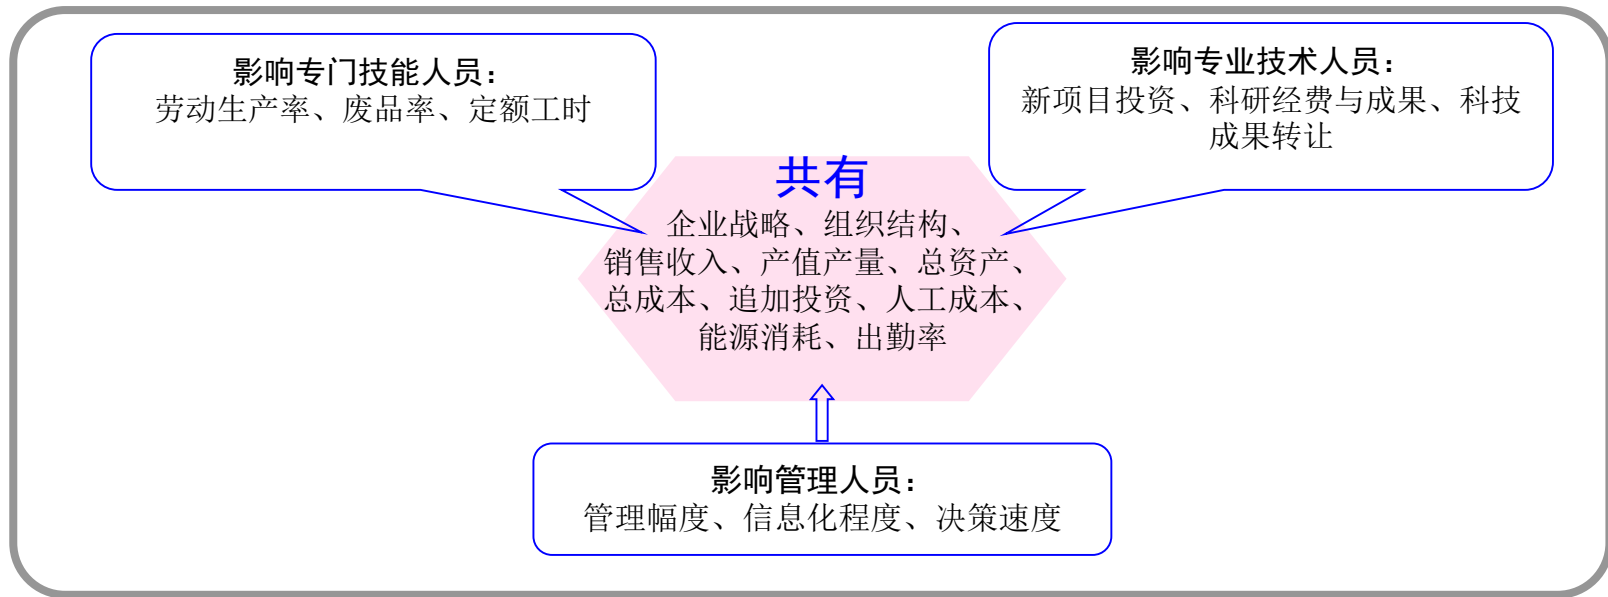 影响专门技能人员：
劳动生产率、废品率、定额工时
影响专业技术人员：
新项目投资、科研经费与成果、科技
成果转让
共有
企业战略、组织结构、
销售收入、产值产量、总资产、
总成本、追加投资、人工成本、
能源消耗、出勤率
影响管理人员：
管理幅度、信息化程度、决策速度